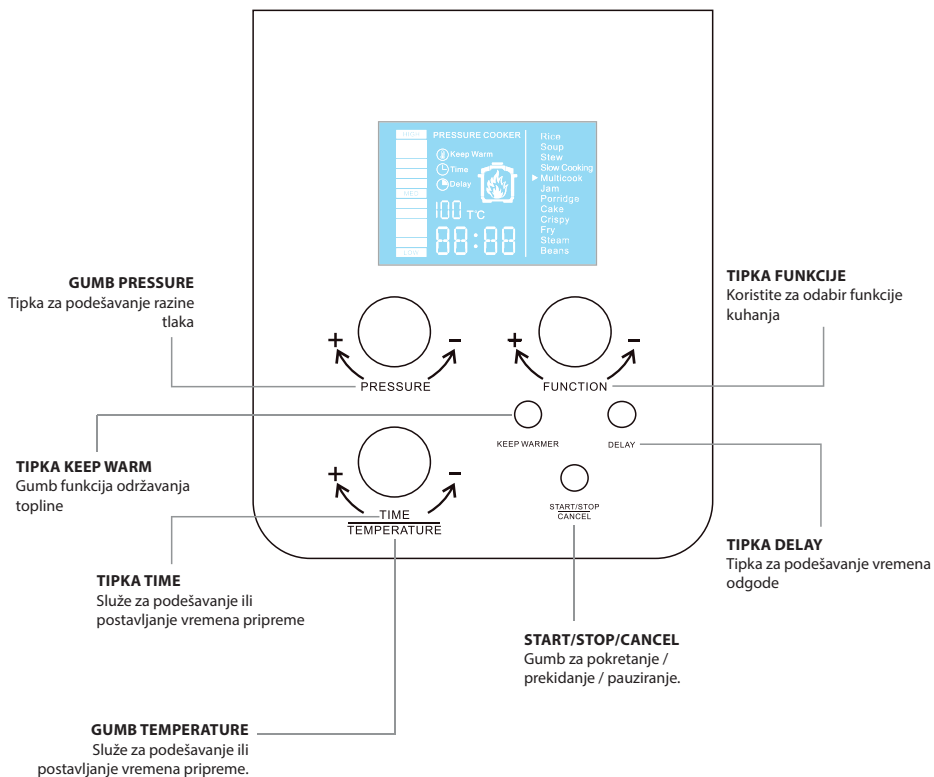 HIGH
MED
LOW
PRESSURE COOKER
Keep Warm
Time
Delay
100 T°C
88:88
Rice
Soup
Stew
Slow Cooking
Multicook
Jam
Porridge
Cake
Crispy
Fry
Steam
Beans
GUMB PRESSURE
Tipka za podešavanje razine
tlaka
TIPKA FUNKCIJE
Koristite za odabir funkcije
kuhanja
+ −
PRESSURE
+ −
FUNCTION
KEEP WARMER
DELAY
TIPKA KEEP WARM
Gumb funkcija održavanja
topline
+ −
TIME
TEMPERATURE
START/STOP
CANCEL
TIPKA DELAY
Tipka za podešavanje vremena
odgode
TIPKA TIME
Služe za podešavanje ili
postavljanje vremena pripreme
START/STOP/CANCEL
Gumb za pokretanje /
prekidanje / pauziranje.
GUMB TEMPERATURE
Služe za podešavanje ili
postavljanje vremena pripreme.